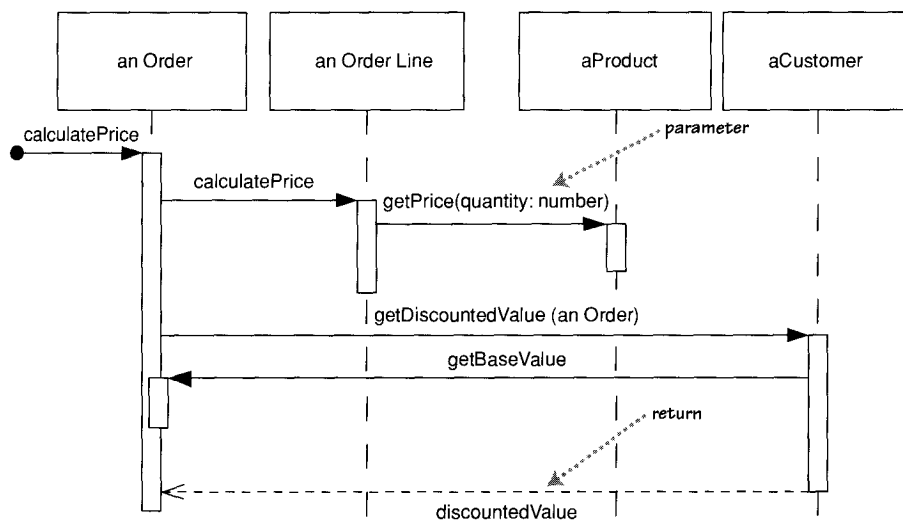 an Order
an Order Line
aProduct
aCustomer
calculatePrice
parameter
calculatePrice
getPrice(quantity: number)
getDiscountedValue (an Order)
getBaseValue
return
discountedValue